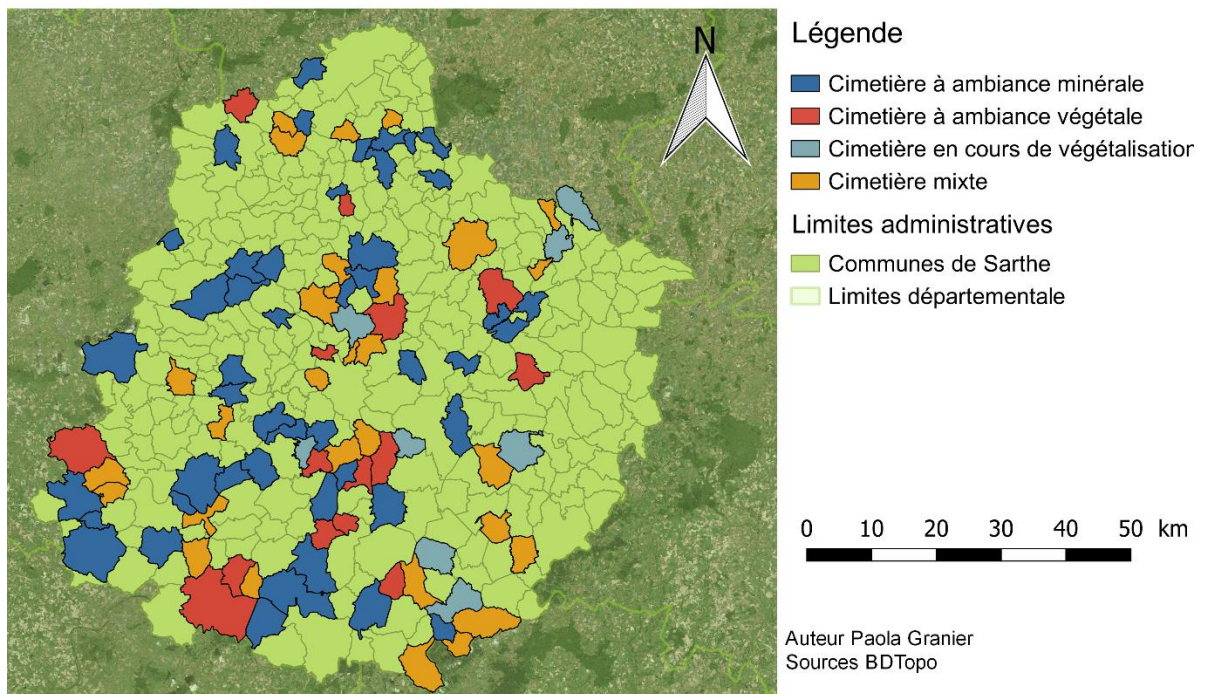 Légende
N
Cimetière à ambiance minérale
Cimetière à ambiance végétale
Cimetière en cours de végétalisation
Cimetière mixte
Limites administratives
Communes de Sarthe
Limites départementale
0 10 20 30 40 50 km
Auteur Paola Granier
Sources BDTopo